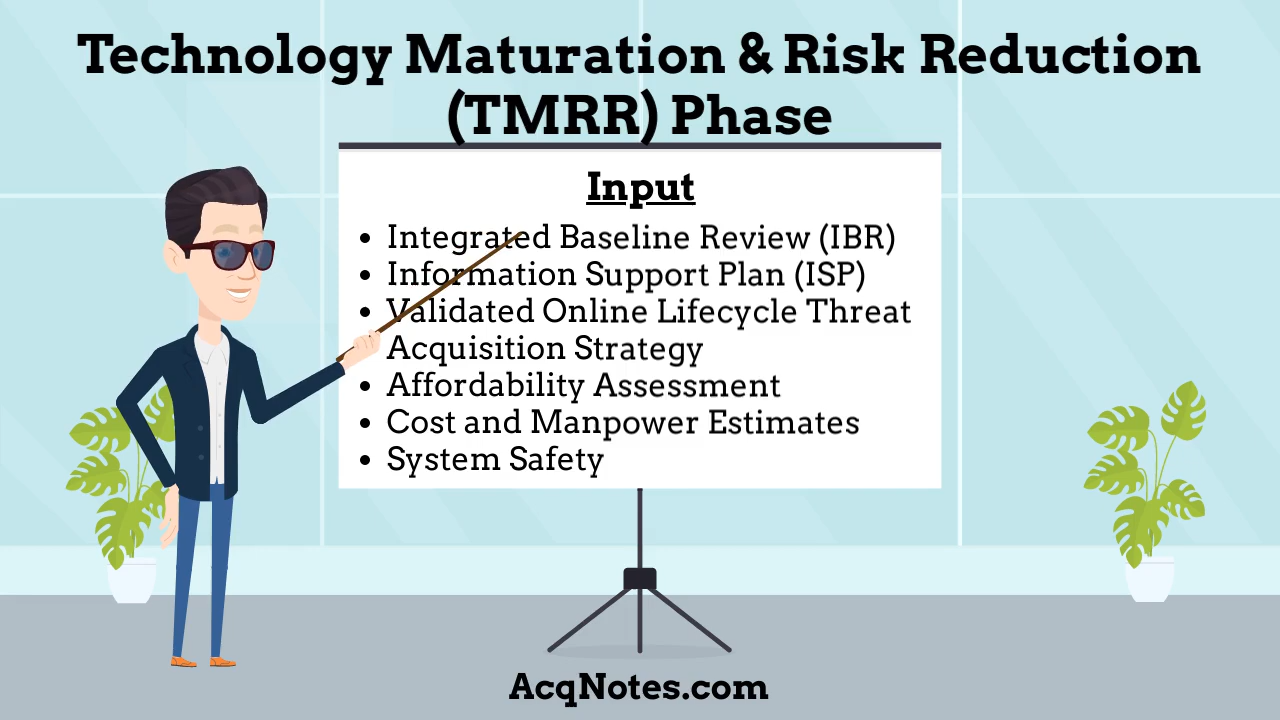 Technology Maturation & Risk Reduction
(TMRR) Phase
Input
• Integrated Baseline Review (IBR)
• Information Support Plan (ISP)
• Validated Online Lifecycle Threat
Acquisition Strategy
• Affordability Assessment
• Cost and Manpower Estimates
• System Safety
AcqNotes.com